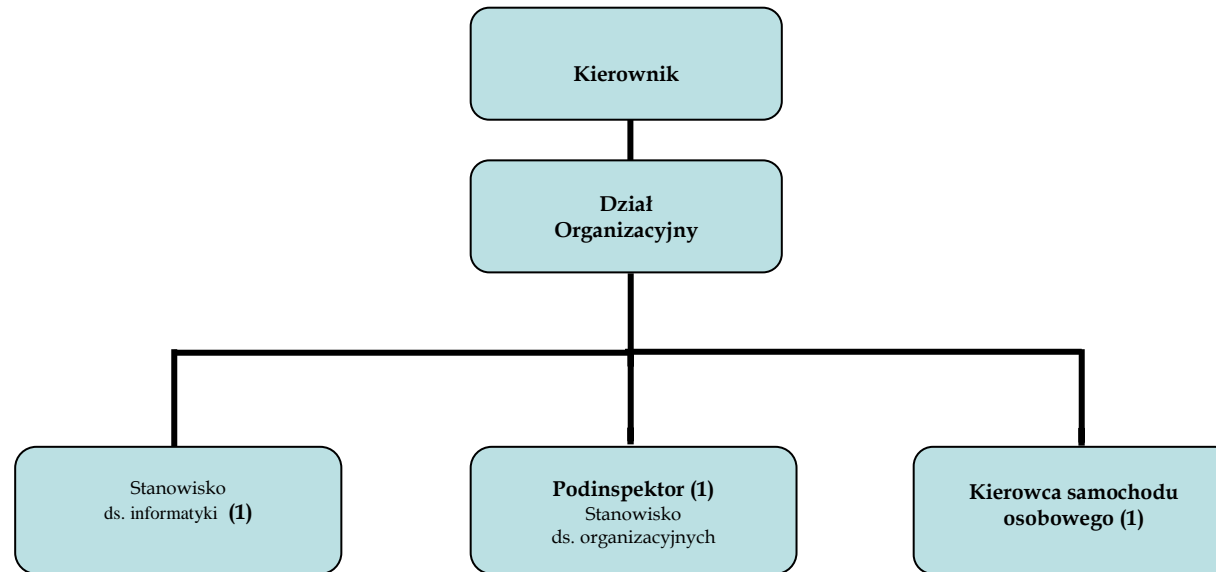 Kierownik
Dział
Organizacyjny
Stanowisko
ds. informatyki (1)
Podinspektor (1)
Stanowisko
ds. organizacyjnych
Kierowca samochodu
osobowego (1)